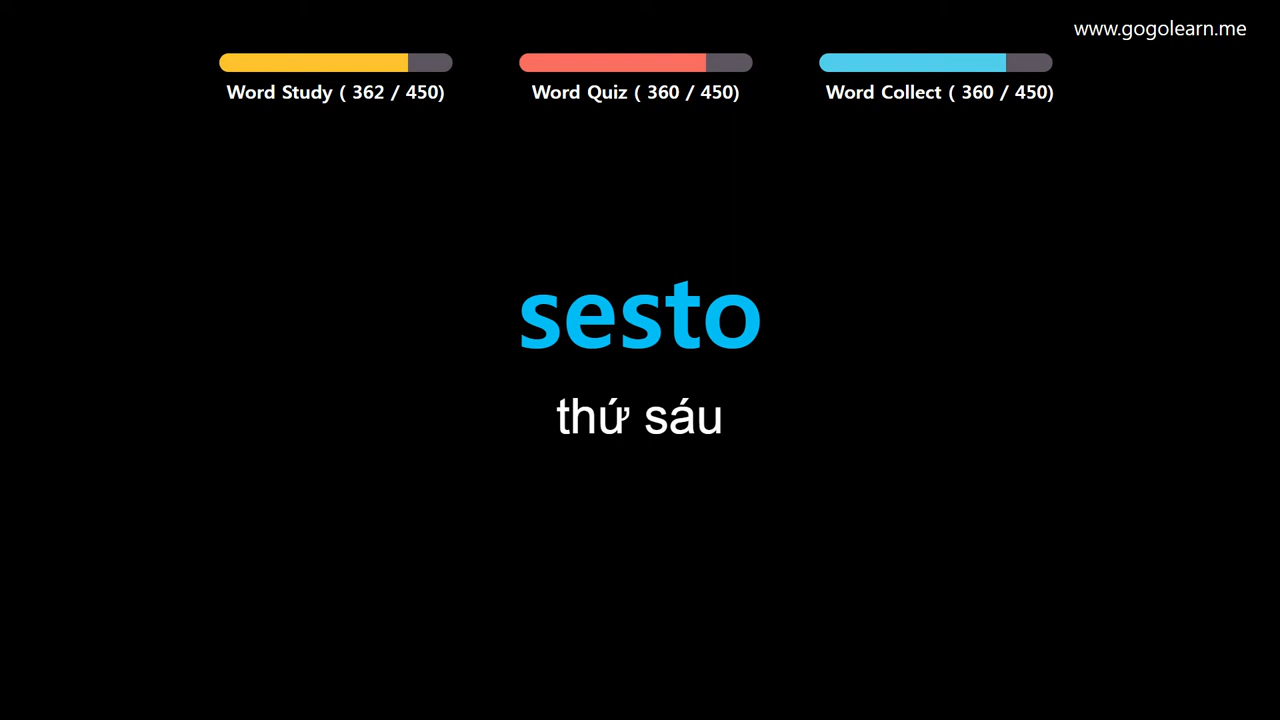 www.gogolearn.me
Word Study ( 362 / 450)
Word Quiz ( 360 / 450)
Word Collect ( 360 / 450)
sesto
thứ sáu